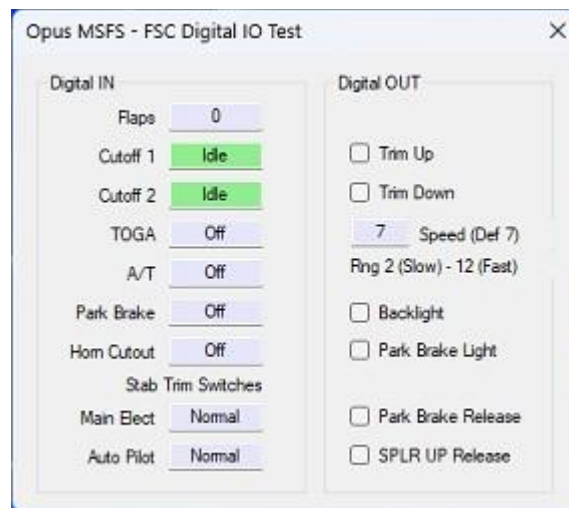 Opus MSFS - FSC Digital IO Test
Digital IN
Flaps 0
Cutoff 1 Idle
Cutoff 2 Idle
TOGA Off
A/T Off
Park Brake Off
Horn Cutout Off
Stab Trim Switches
Main Elect Normal
Auto Pilot Normal
Digital OUT
Trim Up
Trim Down
7 Speed (Def 7)
Rng 2 (Slow) - 12 (Fast)
Backlight
Park Brake Light
Park Brake Release
SPLR UP Release